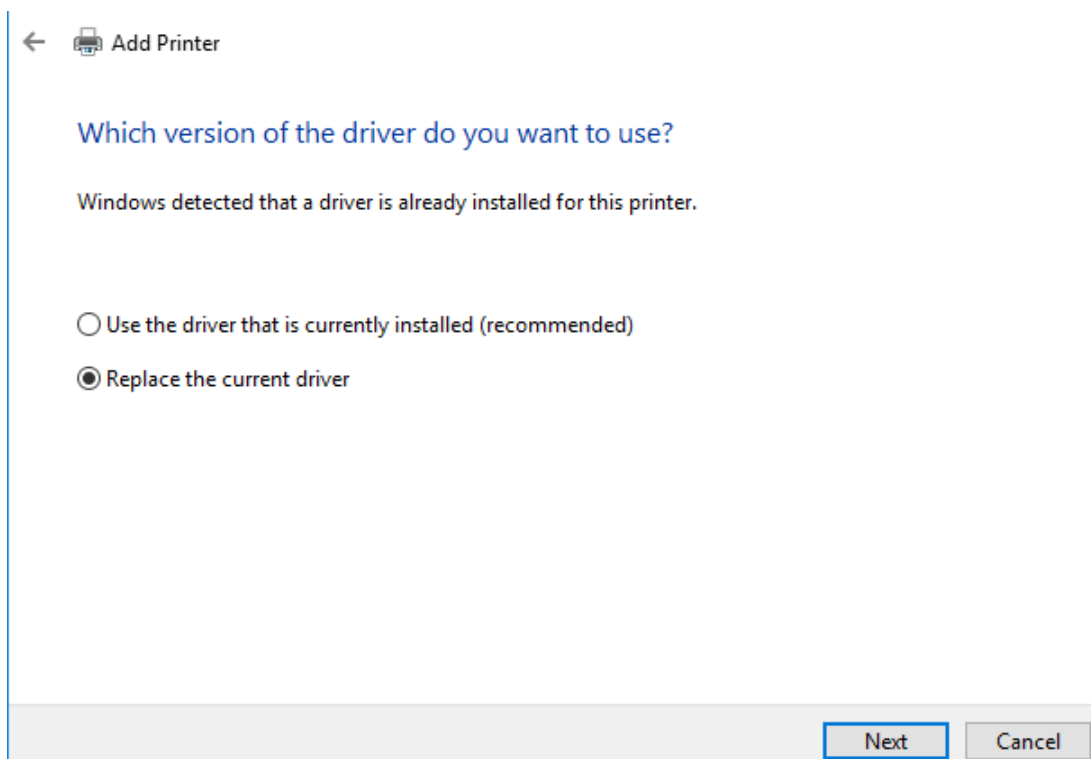 Add Printer
Which version of the driver do you want to use?
Windows detected that a driver is already installed for this printer.
Use the driver that is currently installed (recommended)
Replace the current driver
Next Cancel